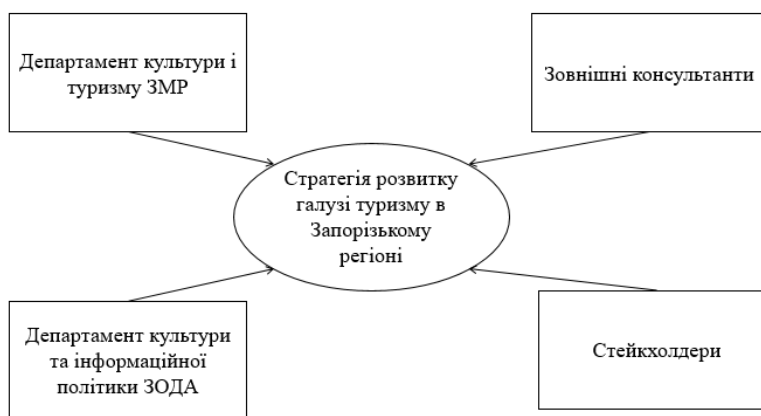 Департамент культури і
туризму ЗМР
Зовнішні консультанти
Стратегія розвитку
галузі туризму в
Запорізькому
регіоні
Департамент культури
та інформаційної
політики ЗОДА
Стейкхолдери